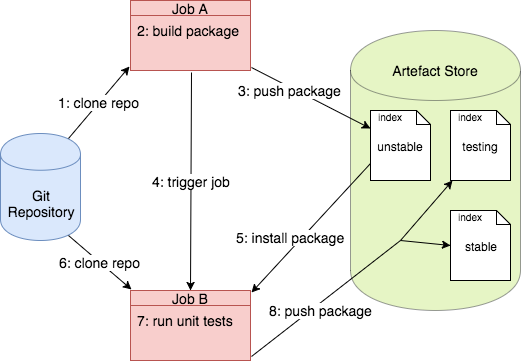 Job A
2: build package
1: clone repo
3: push package
Artefact Store
index
unstable
index
testing
4: trigger job
Git
Repository
5: install package
index
stable
6: clone repo
Job B
7: run unit tests
8: push package